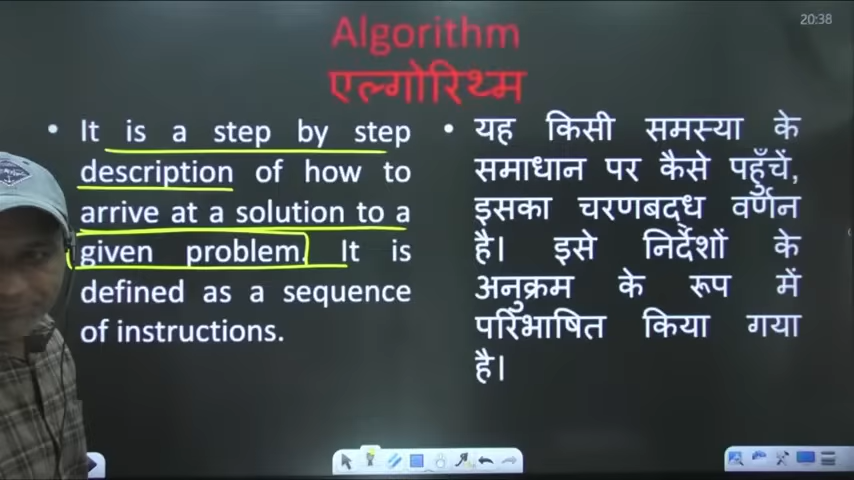 20:38
Algorithm
एल्गोरिथ्म
• It is a step by step
description of how to
arrive at a solution to a
given problem. It is
defined as a sequence
of instructions.
• यह किसी समस्या के
समाधान पर कैसे पहुँचें,
इसका चरणबद्ध वर्णन
है। इसे निर्देशों के
अनुक्रम के रूप में
परिभाषित किया गया
है।